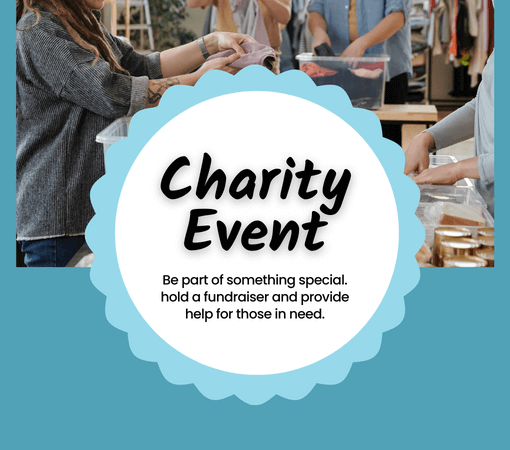 Charity
Event
Be part of something special.
hold a fundraiser and provide
help for those in need.